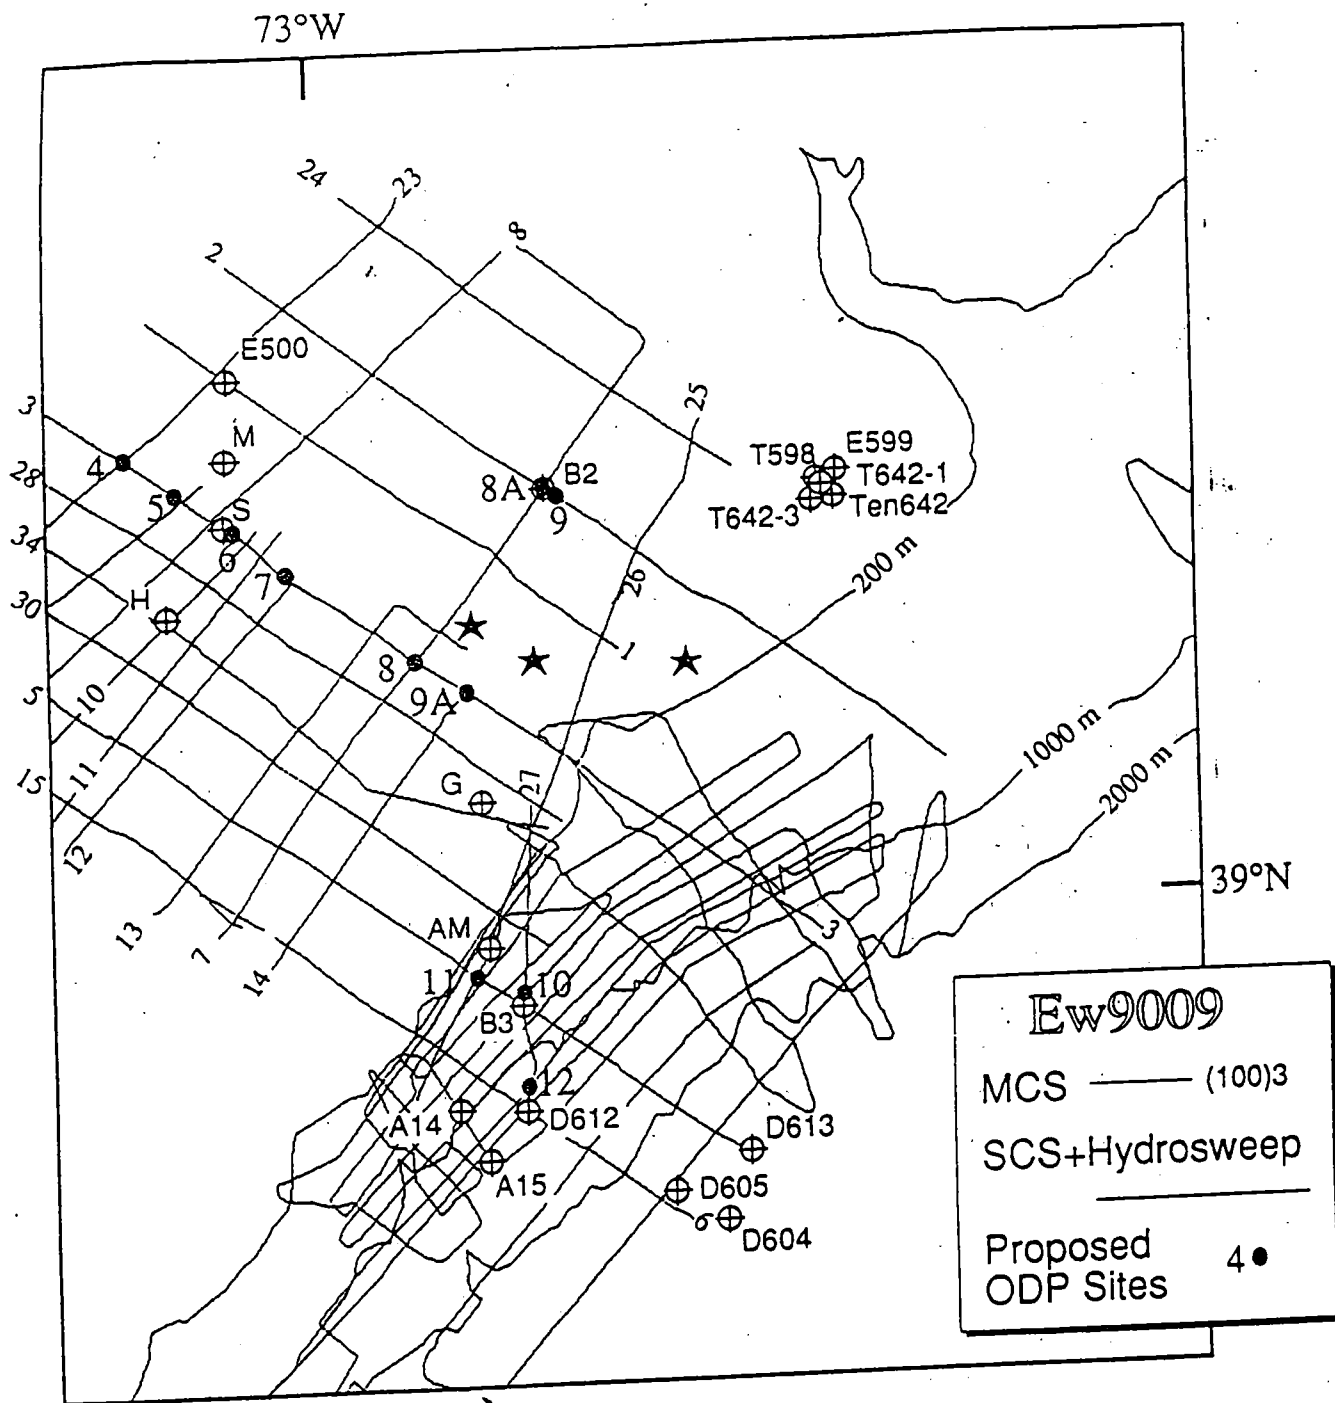 73°W
24
23
8
2
E500
3
25
M
4
28
T598
E599
T642-1
8A
B2
9
5
S
Ten642
T642-3
34
6
200 m
7
26
30
H
1
8
9A
5
10
1000 m
11
2000 m
15
G
27
12
39°N
13
7
14
AM
3
11
10
B3
12
A14
D612
D613
A15
D605
6
D604
Ew9009
MCS (100)3
SCS+Hydrosweep
Proposed
ODP Sites 4